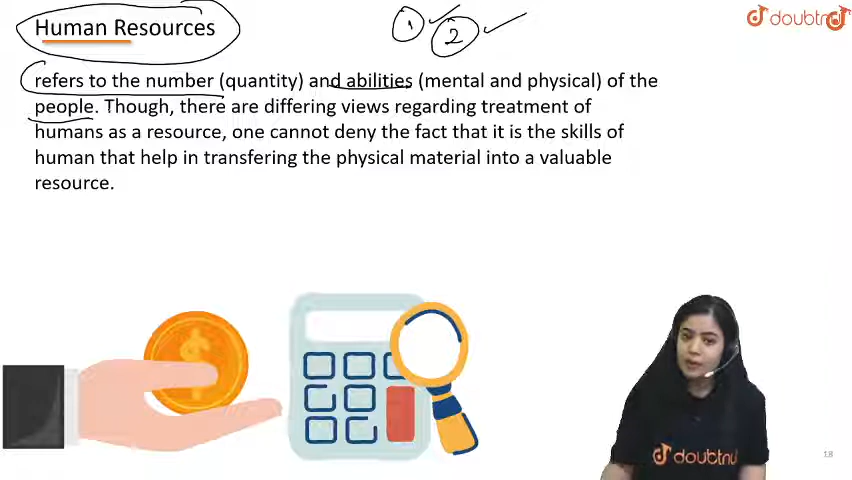 Human Resources
1
2
doubtnut
refers to the number (quantity) and abilities (mental and physical) of the
people. Though, there are differing views regarding treatment of
humans as a resource, one cannot deny the fact that it is the skills of
human that help in transfering the physical material into a valuable
resource.
$
doubtnut
18